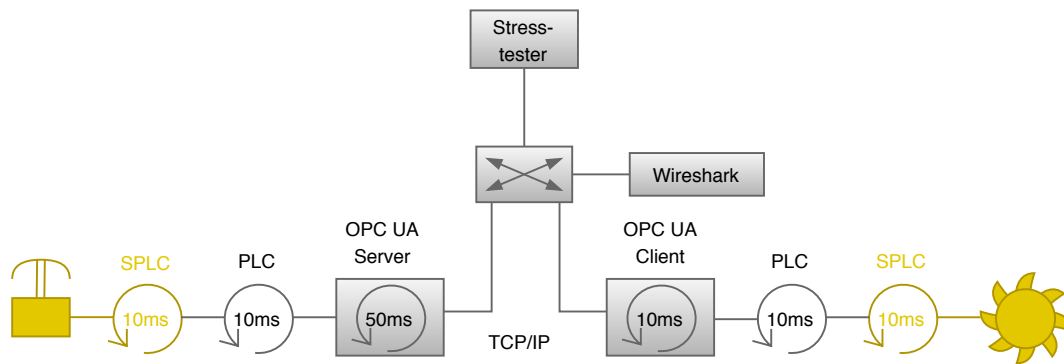 Stress-
tester
Wireshark
OPC UA
Server
OPC UA
Client
SPLC
PLC
PLC
SPLC
10ms
10ms
50ms
10ms
10ms
10ms
TCP/IP